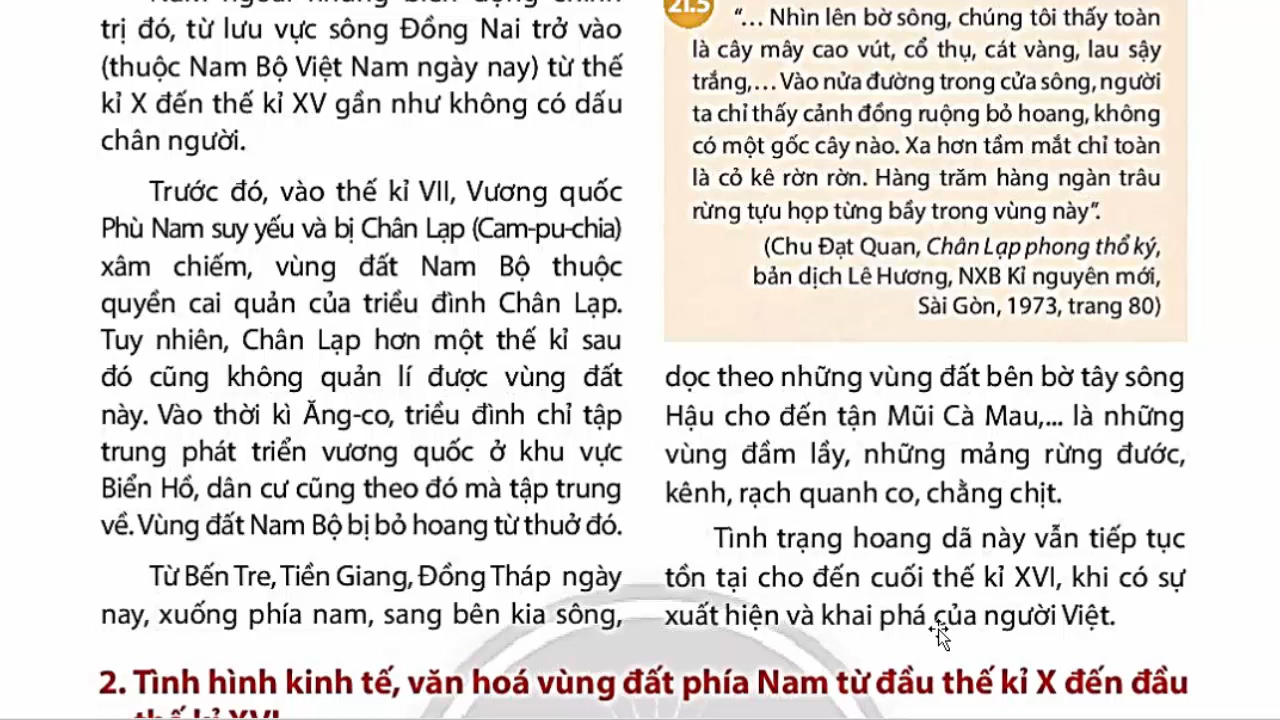 trị đó, từ lưu vực sông Đồng Nai trở vào
(thuộc Nam Bộ Việt Nam ngày nay) từ thế
kỉ X đến thế kỉ XV gần như không có dấu
chân người.
Trước đó, vào thế kỉ VII, Vương quốc
Phù Nam suy yếu và bị Chân Lạp (Cam-pu-chia)
xâm chiếm, vùng đất Nam Bộ thuộc
quyền cai quản của triều đình Chân Lạp.
Tuy nhiên, Chân Lạp hơn một thế kỉ sau
đó cũng không quản lí được vùng đất
này. Vào thời kì Ăng-co, triều đình chỉ tập
trung phát triển vương quốc ở khu vực
Biển Hồ, dân cư cũng theo đó mà tập trung
về. Vùng đất Nam Bộ bị bỏ hoang từ thuở đó.
Từ Bến Tre, Tiền Giang, Đồng Tháp ngày
nay, xuống phía nam, sang bên kia sông,
21.5
“... Nhìn lên bờ sông, chúng tôi thấy toàn
là cây mây cao vút, cổ thụ, cát vàng, lau sậy
trắng,... Vào nửa đường trong cửa sông, người
ta chỉ thấy cảnh đồng ruộng bỏ hoang, không
có một gốc cây nào. Xa hơn tầm mắt chỉ toàn
là cỏ kê rờn rờn. Hàng trăm hàng ngàn trâu
rừng tựu họp từng bầy trong vùng này”.
(Chu Đạt Quan, Chân Lạp phong thổ ký,
bản dịch Lê Hương, NXB Kỉ nguyên mới,
Sài Gòn, 1973, trang 80)
dọc theo những vùng đất bên bờ tây sông
Hậu cho đến tận Mũi Cà Mau,... là những
vùng đầm lầy, những mảng rừng đước,
kênh, rạch quanh co, chằng chịt.
Tình trạng hoang dã này vẫn tiếp tục
tồn tại cho đến cuối thế kỉ XVI, khi có sự
xuất hiện và khai phá của người Việt.
2. Tình hình kinh tế, văn hoá vùng đất phía Nam từ đầu thế kỉ X đến đầu
thế kỉ XVI